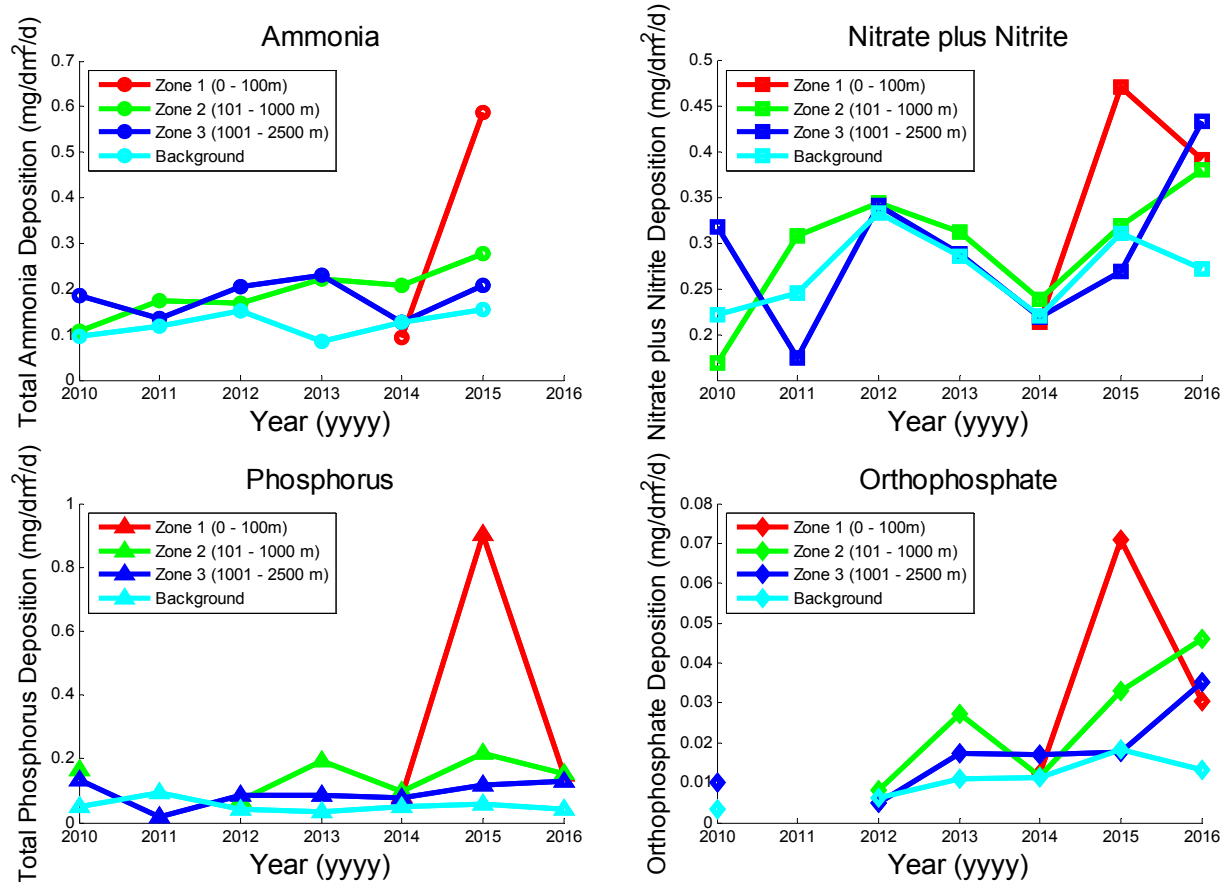 Ammonia
Total Ammonia Deposition (mg/dm²/d)
0.7
0.6
0.5
0.4
0.3
0.2
0.1
0
Zone 1 (0 - 100m)
Zone 2 (101 - 1000 m)
Zone 3 (1001 - 2500 m)
Background
2010 2011 2012 2013 2014 2015 2016
Year (yyyy)
Nitrate plus Nitrite
Nitrate plus Nitrite Deposition (mg/dm²/d)
0.5
0.45
0.4
0.35
0.3
0.25
0.2
Zone 1 (0 - 100m)
Zone 2 (101 - 1000 m)
Zone 3 (1001 - 2500 m)
Background
2010 2011 2012 2013 2014 2015 2016
Year (yyyy)
Phosphorus
Total Phosphorus Deposition (mg/dm²/d)
1
0.8
0.6
0.4
0.2
0
Zone 1 (0 - 100m)
Zone 2 (101 - 1000 m)
Zone 3 (1001 - 2500 m)
Background
2010 2011 2012 2013 2014 2015 2016
Year (yyyy)
Orthophosphate
Orthophosphate Deposition (mg/dm²/d)
0.08
0.07
0.06
0.05
0.04
0.03
0.02
0.01
0
Zone 1 (0 - 100m)
Zone 2 (101 - 1000 m)
Zone 3 (1001 - 2500 m)
Background
2010 2011 2012 2013 2014 2015 2016
Year (yyyy)